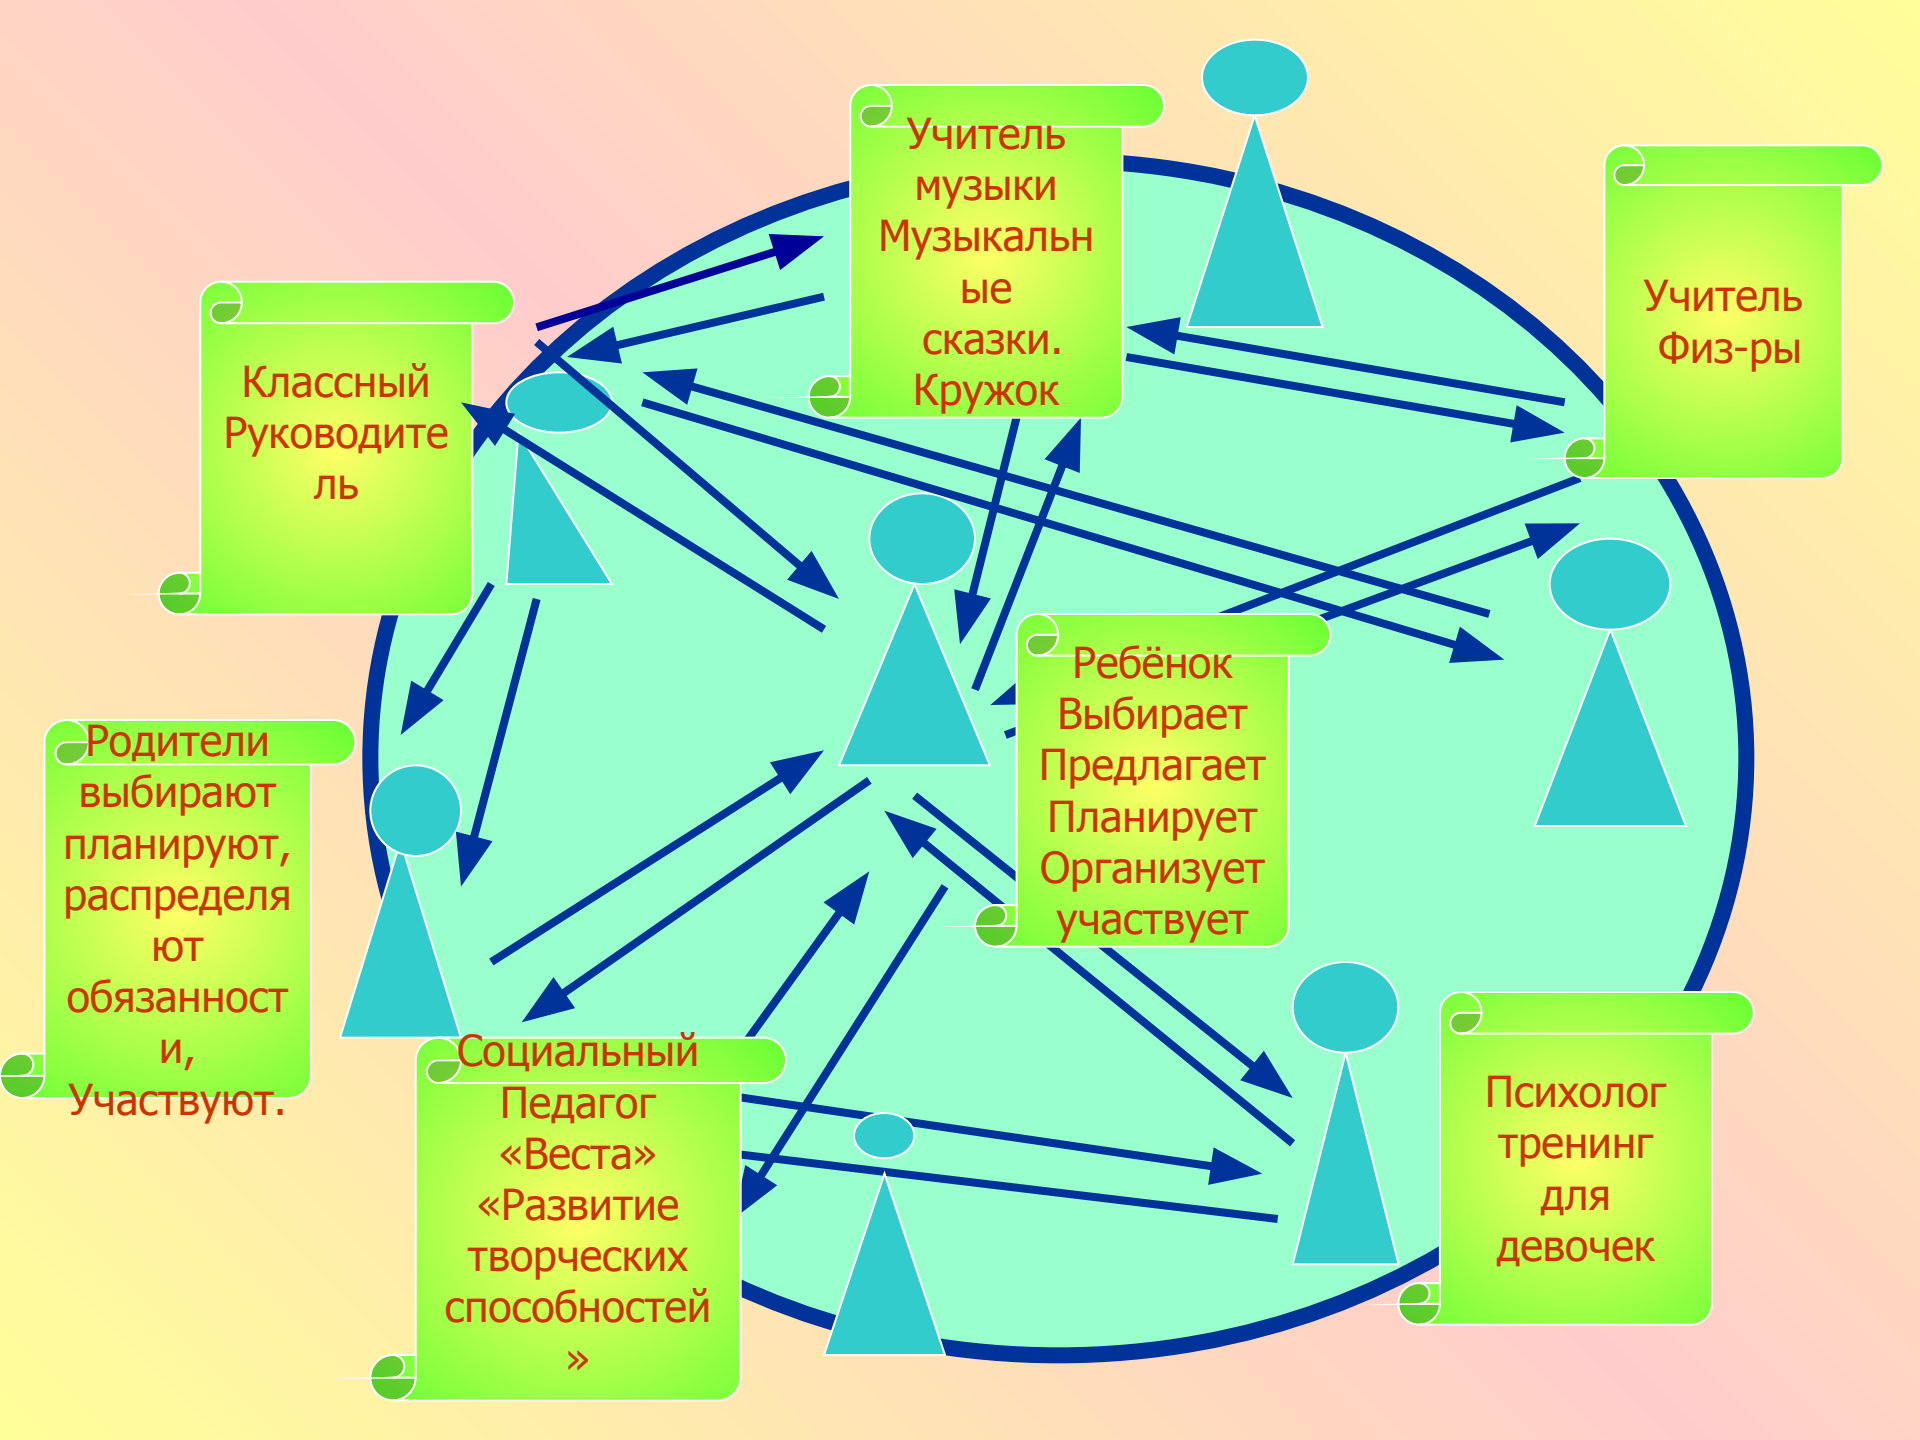 Учитель
музыки
Музыкальн
ые
сказки.
Кружок
Учитель
Физ-ры
Классный
Руководите
ль
Ребёнок
Выбирает
Предлагает
Планирует
Организует
участвует
Родители
выбирают
планируют,
распределя
ют
обязанност
и,
Участвуют.
Социальный
Педагог
«Веста»
«Развитие
творческих
способностей
»
Психолог
тренинг
для
девочек